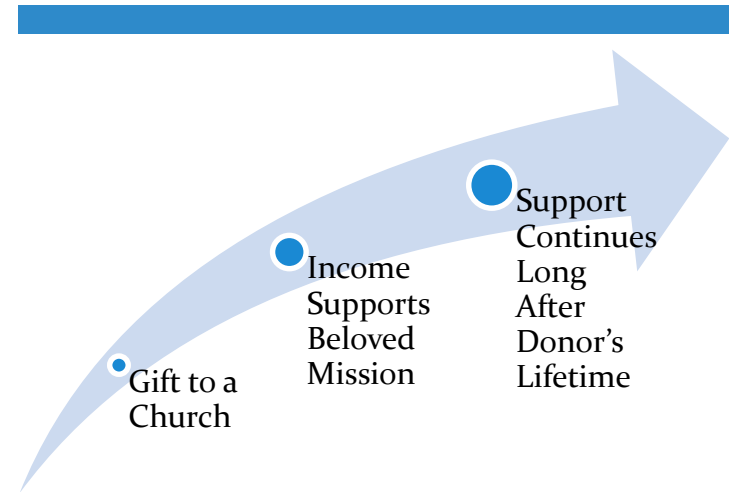 Gift to a
Church
Income
Supports
Beloved
Mission
Support
Continues
Long
After
Donor’s
Lifetime